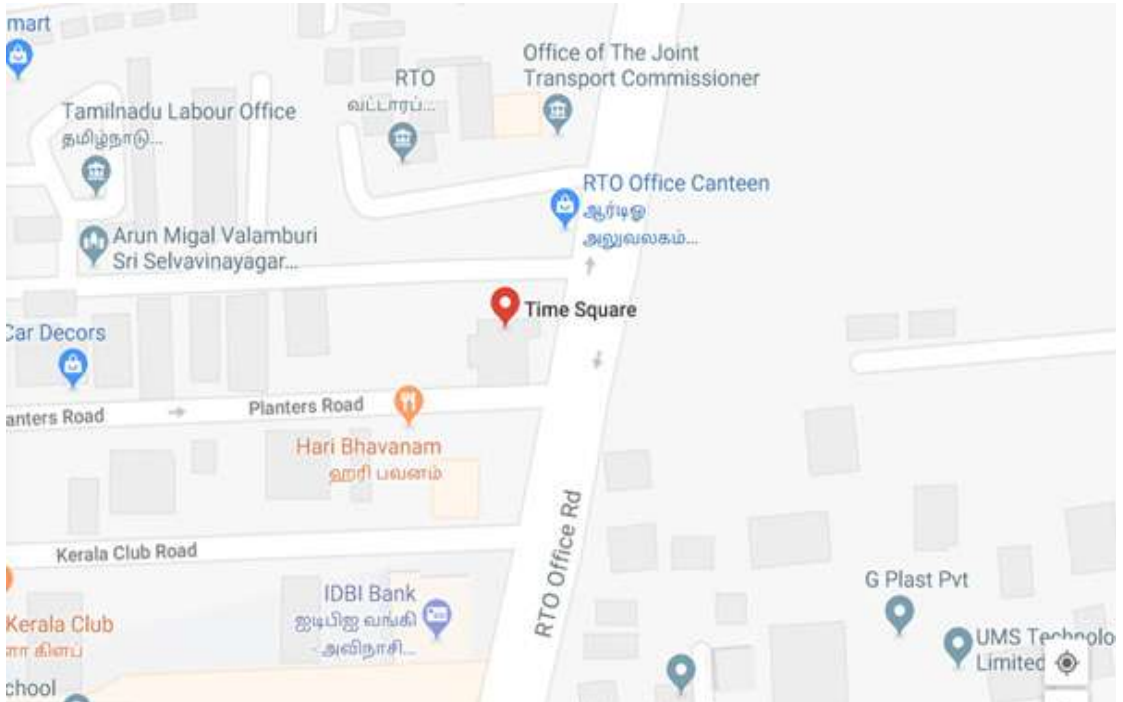 mart
Office of The Joint
Transport Commissioner
RTO
வட்டாரப்...
Tamilnadu Labour Office
தமிழ்நாடு...
RTO Office Canteen
ஆர்டிஓ
அலுவலகம்...
Arun Migal Valamburi
Sri Selvavinayagar...
Time Square
Car Decors
anters Road
Planters Road
Hari Bhavanam
ஹரி பவனம்
RTO Office Rd
Kerala Club Road
IDBI Bank
ஐடிபிஐ வங்கி
- அவிநாசி...
G Plast Pvt
Kerala Club
ளா கிளப்
UMS Technolo
Limited
chool